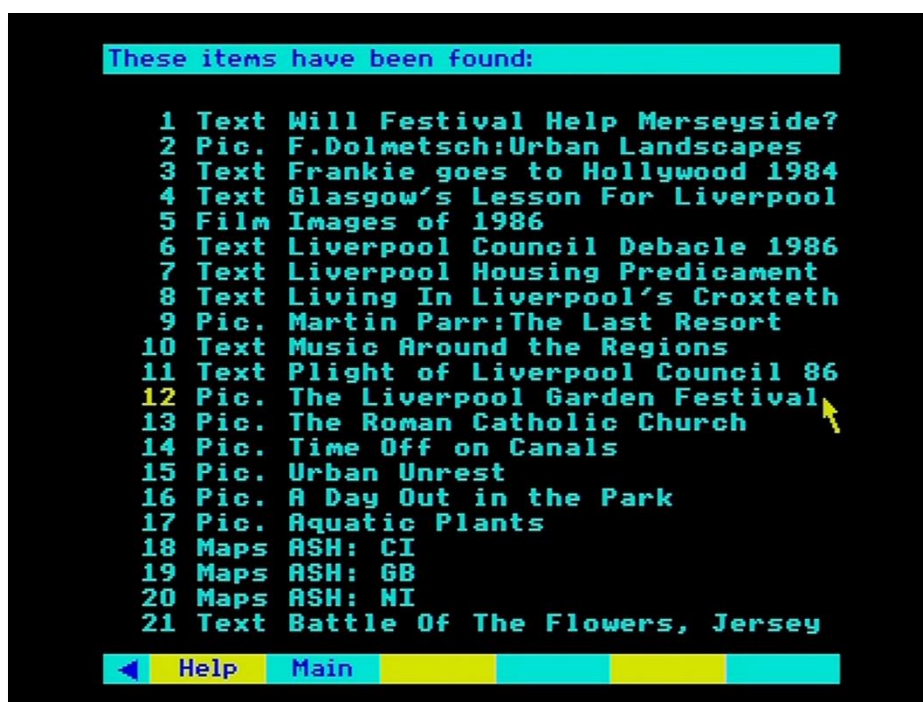 These items have been found:
1 Text Will Festival Help Merseyside?
2 Pic. F.Dolmetsch:Urban Landscapes
3 Text Frankie goes to Hollywood 1984
4 Text Glasgow's Lesson For Liverpool
5 Film Images of 1986
6 Text Liverpool Council Debacle 1986
7 Text Liverpool Housing Predicament
8 Text Living In Liverpool's Croxteth
9 Pic. Martin Parr:The Last Resort
10 Text Music Around the Regions
11 Text Plight of Liverpool Council 86
12 Pic. The Liverpool Garden Festival
13 Pic. The Roman Catholic Church
14 Pic. Time Off on Canals
15 Pic. Urban Unrest
16 Pic. A Day Out in the Park
17 Pic. Aquatic Plants
18 Maps ASH: CI
19 Maps ASH: GB
20 Maps ASH: NI
21 Text Battle Of The Flowers, Jersey
Help Main